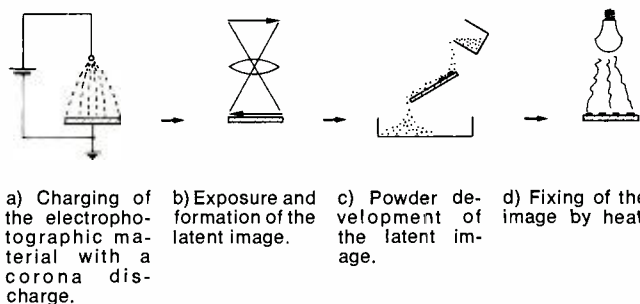 a) Charging of
the electropho-
tographic ma-
terial with a
corona dis-
charge.
b) Exposure and
formation of the
latent image.
c) Powder de-
velopment of
the latent im-
age.
d) Fixing of the
image by heat